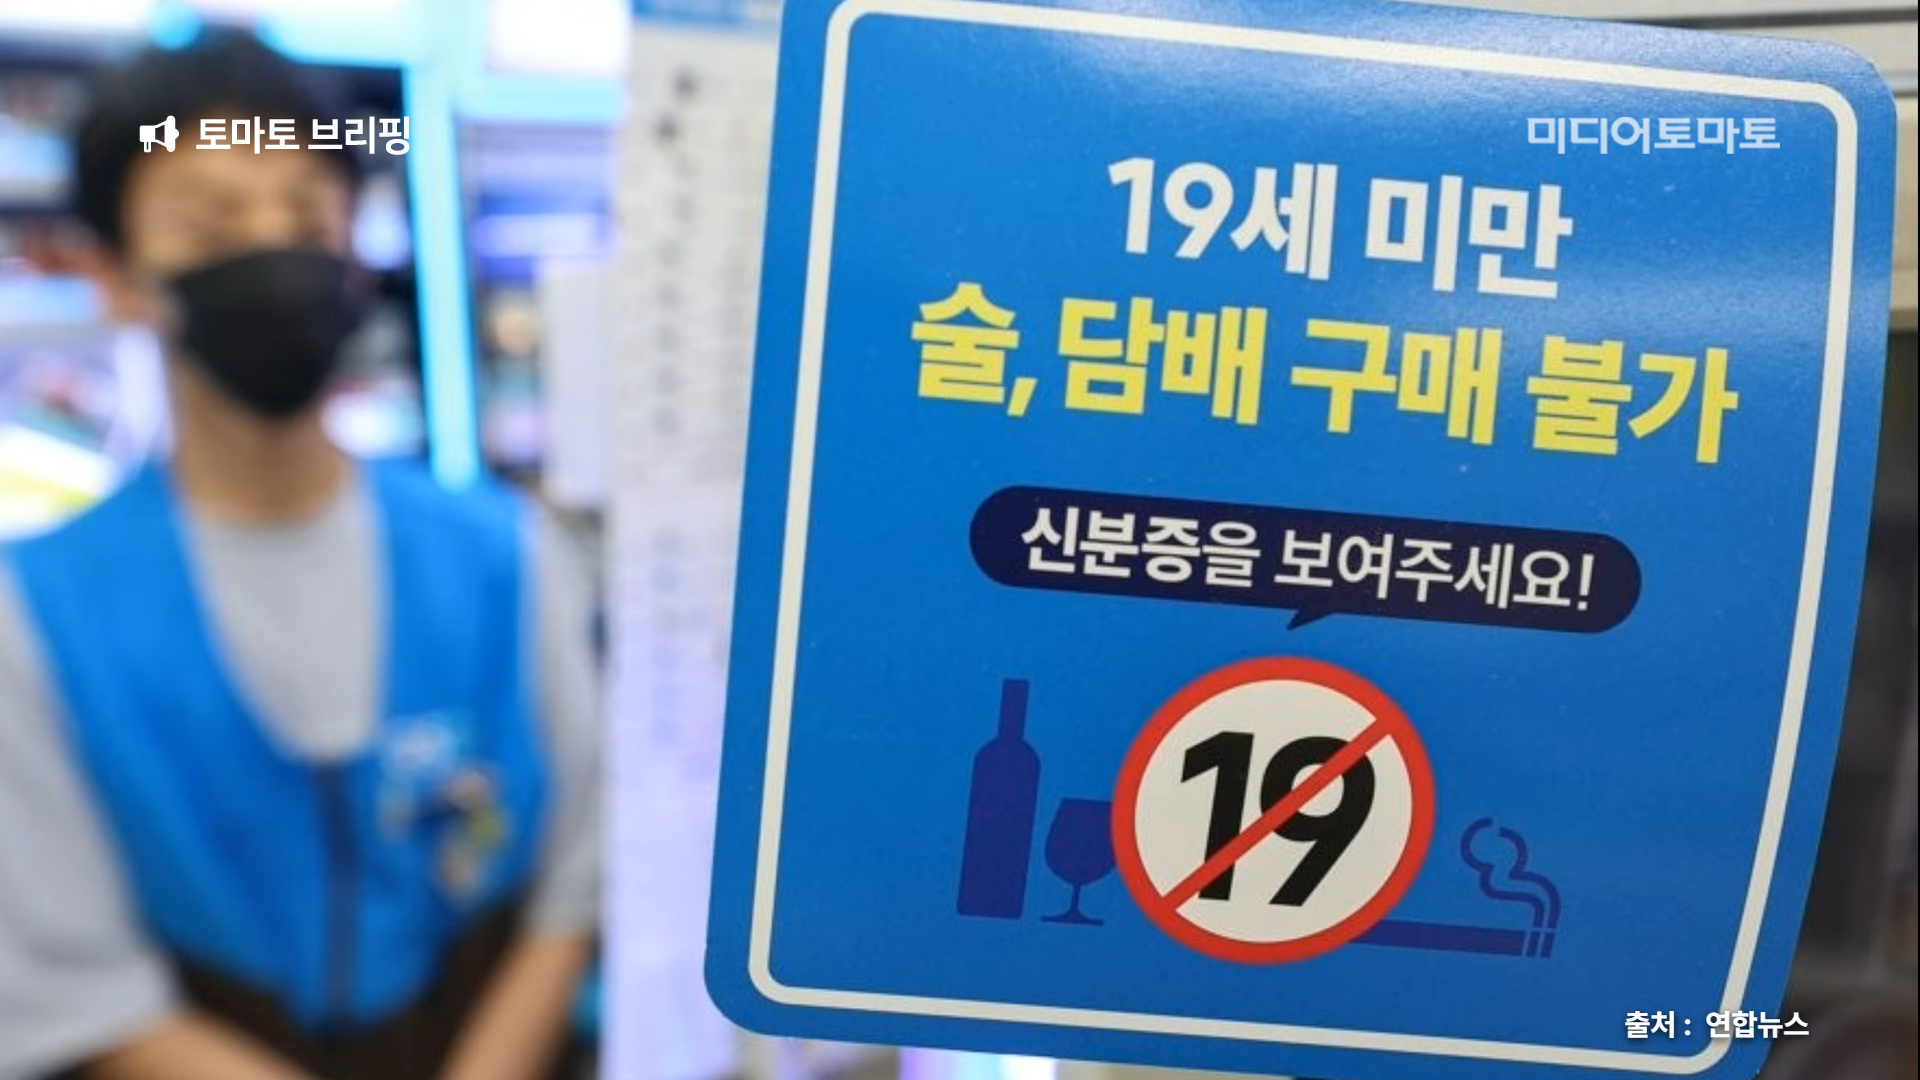 토마토 브리핑
미디어토마토
19세 미만
술, 담배 구매 불가
신분증을 보여주세요!
19
출처 : 연합뉴스